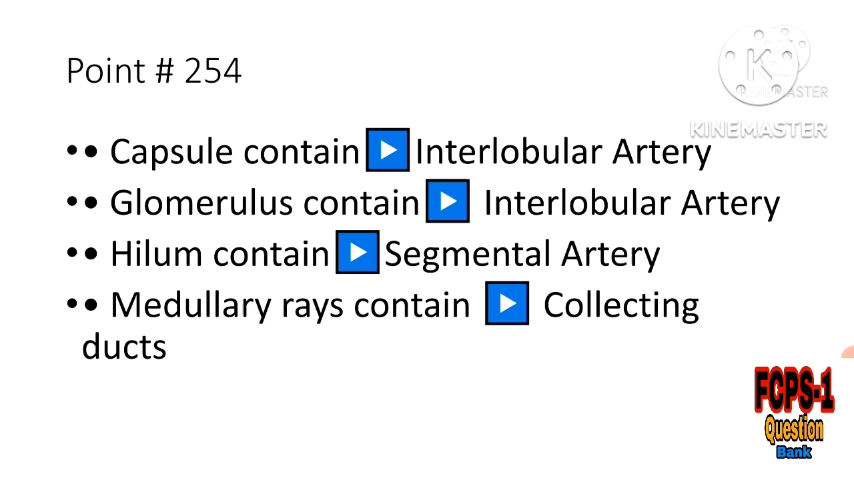 Point # 254
KINEMASTER
•• Capsule contain ▶ Interlobular Artery
•• Glomerulus contain ▶ Interlobular Artery
•• Hilum contain ▶ Segmental Artery
•• Medullary rays contain ▶ Collecting
ducts
FCPS-1
Question
Bank